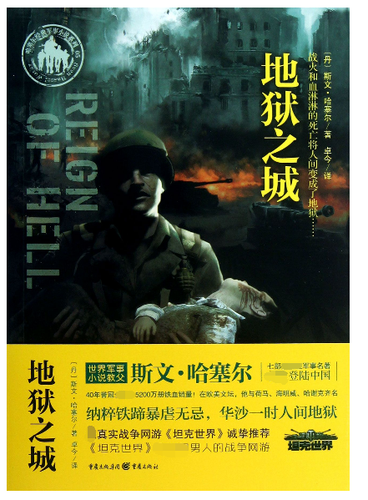 地狱之城
[丹] 斯文·哈塞尔/著 卓今/译
战火和血淋淋的死亡将人间变成了地狱……
REIGN
OF HELL
地狱之城
[丹] 斯文·哈塞尔/著 卓今/译
世界军事
小说教父
斯文·哈塞尔
七部 军事名著
登陆中国
40年狩冠 5200万册铁血销量!在欧美文坛,他与荷马、海明威、哈谢克齐名
纳粹铁蹄暴虐无忌,华沙一时人间地狱
真实战争网游《坦克世界》诚挚推荐
《坦克世界》 男人的战争网游
坦克世界
重庆出版集团 重庆出版社